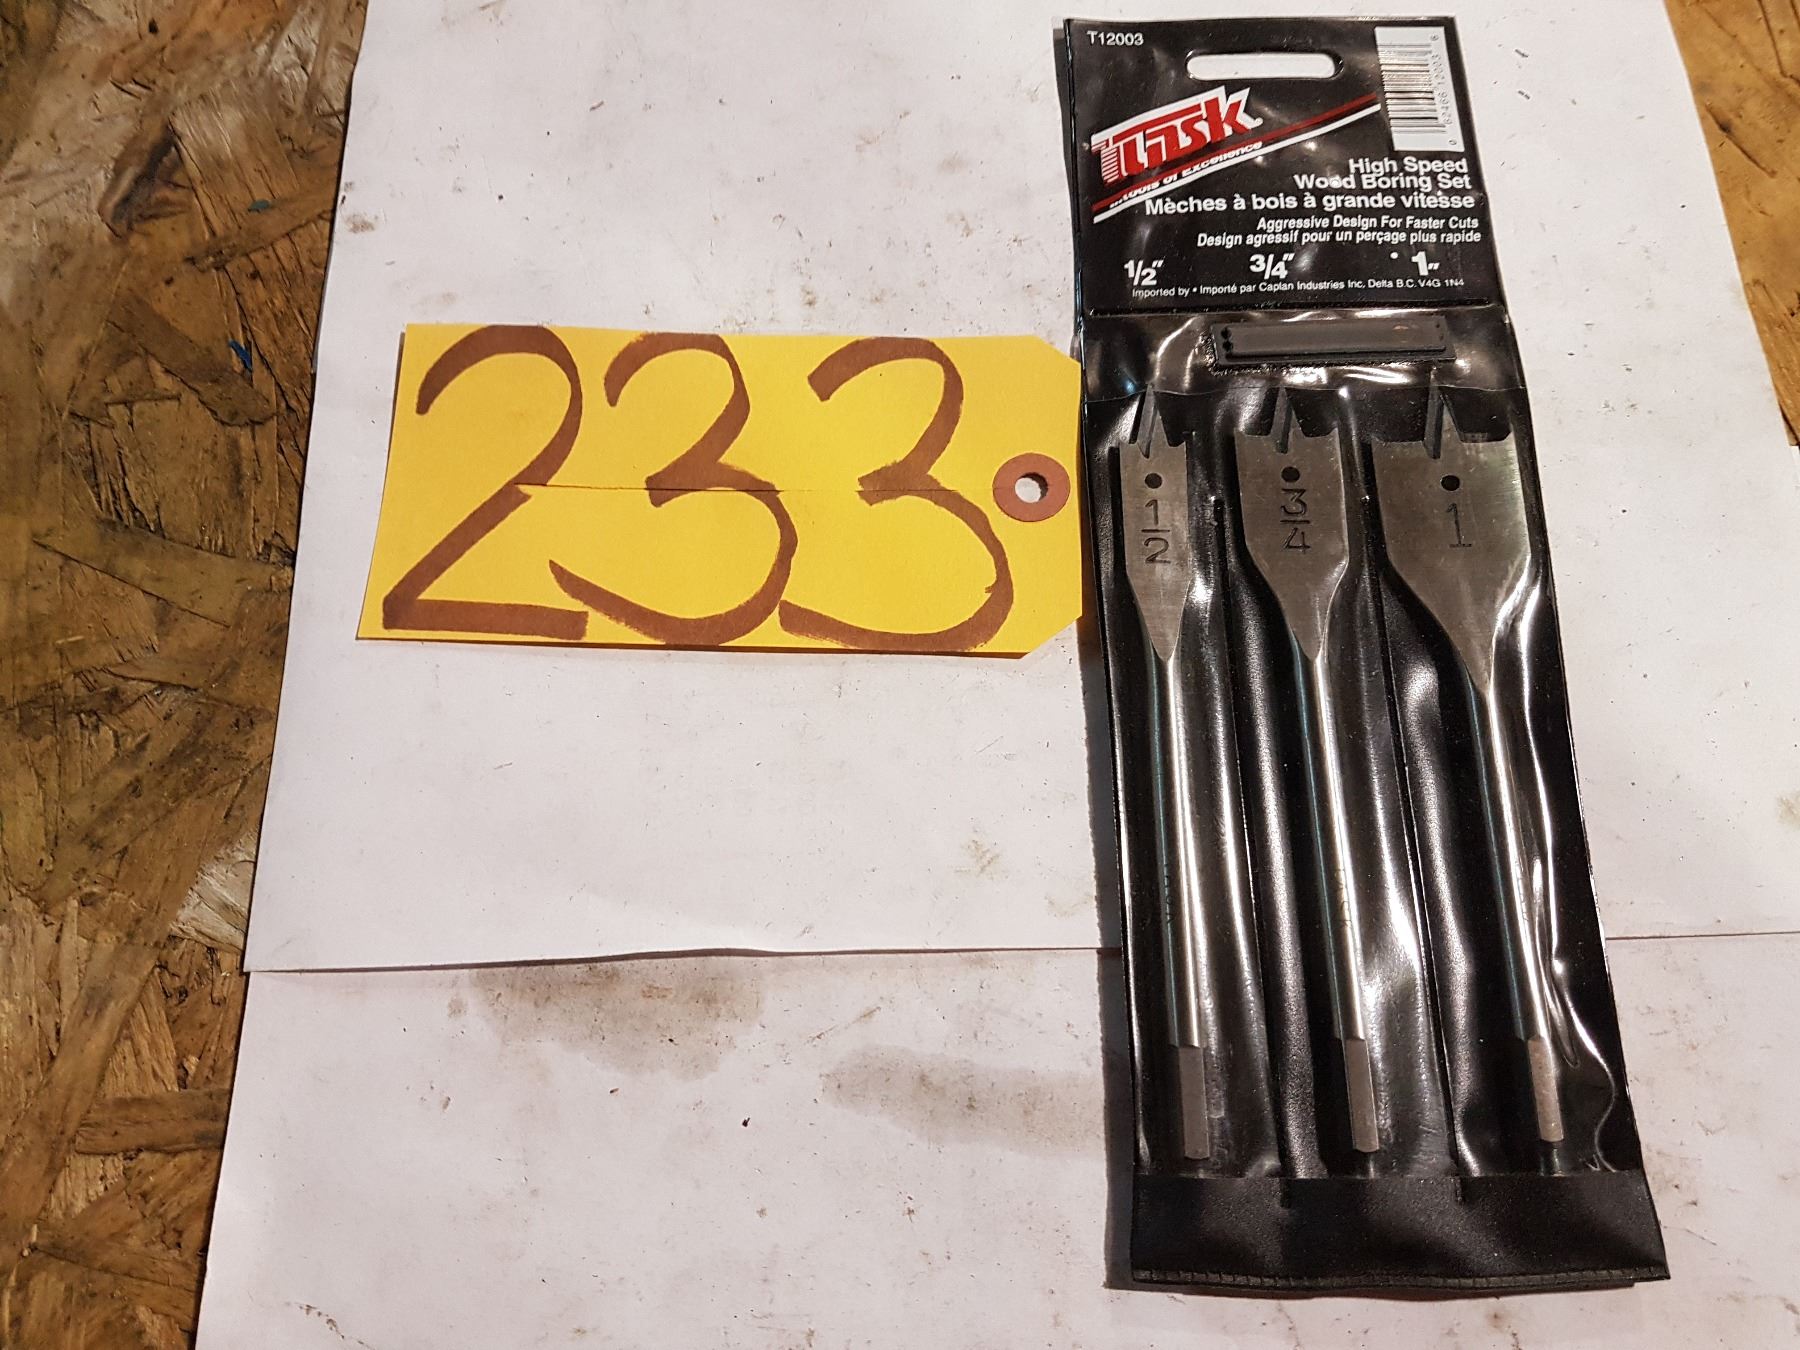 233
T12003
Tusk
...Tools of Excellence
High Speed
Wood Boring Set
Mèches à bois à grande vitesse
Aggressive Design For Faster Cuts
Design agressif pour un perçage plus rapide
1/2" 3/4" 1"
Imported by • Importé par Caplan Industries Inc. Delta B.C. V4G 1N4
1/2 3/4 1